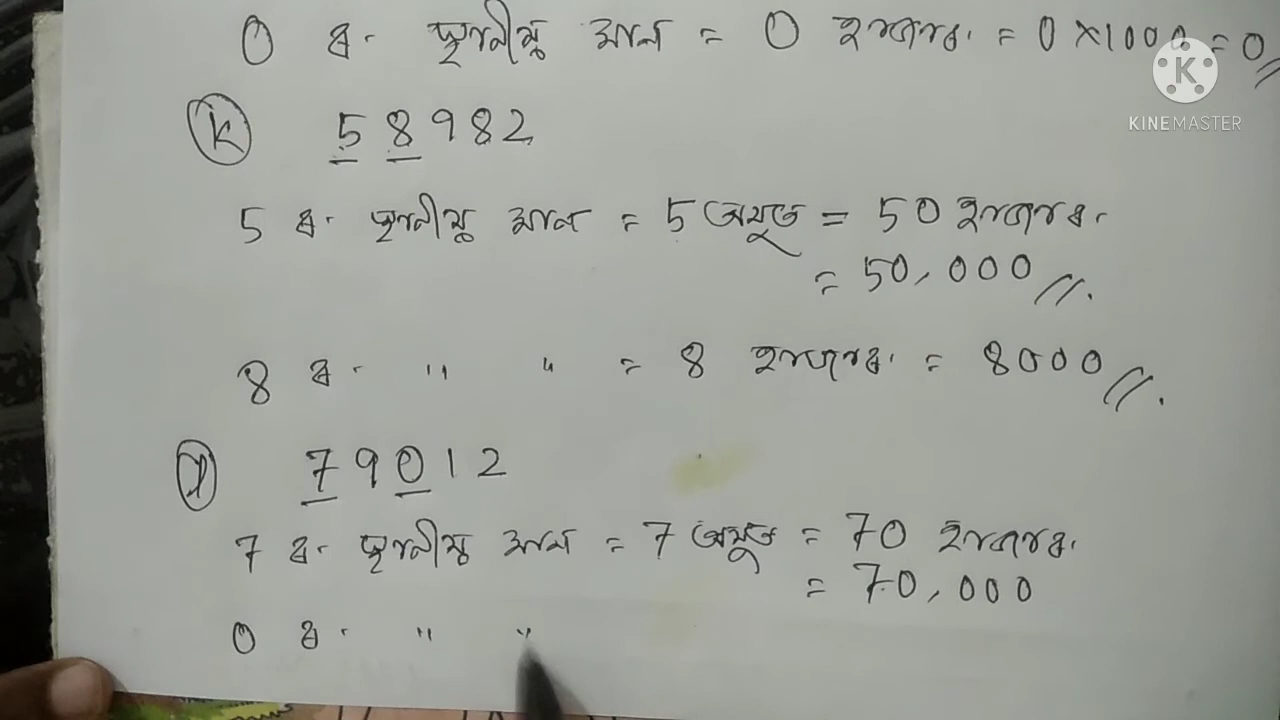 0 ৰ. স্থানীয় মান = 0 হাজাৰ. = 0 × 1000 = 0 //
K
KINEMASTER
(K) 58982
5 ৰ. স্থানীয় মান = 5 অযুত = 50 হাজাৰ.
= 50,000 //.
8 ৰ. " " = 8 হাজাৰ. = 8000 //.
79012
7 ৰ. স্থানীয় মান = 7 অযুত = 70 হাজাৰ.
= 70,000
0 ৰ. " "